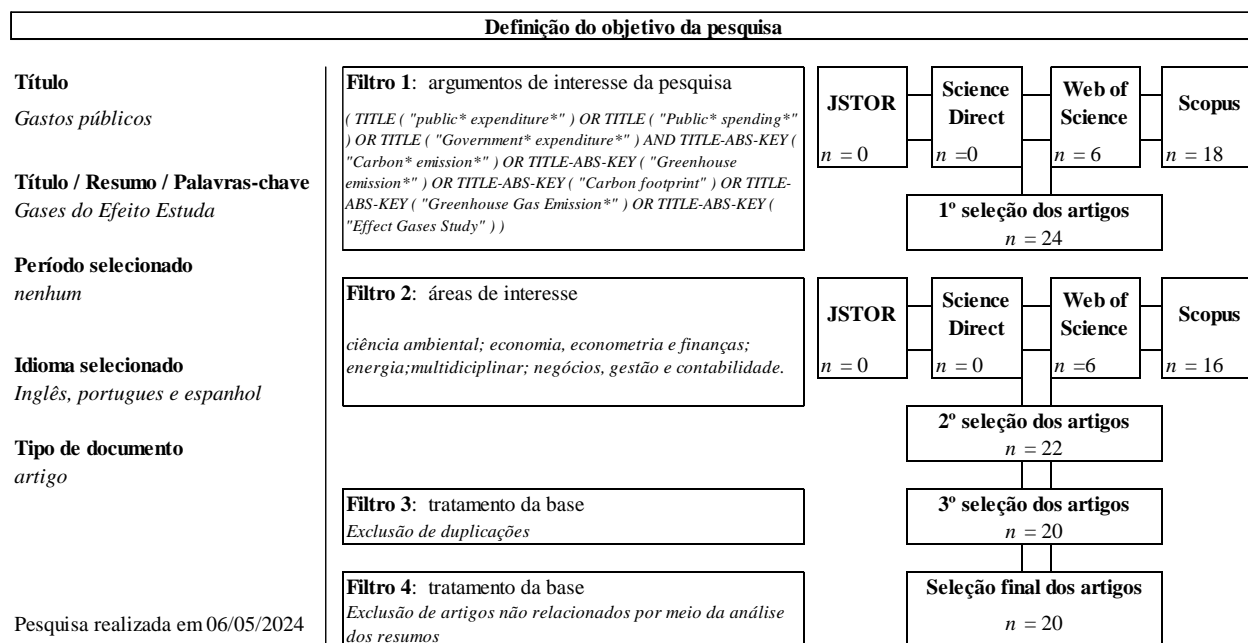 Definição do objetivo da pesquisa
Título
Gastos públicos
Título / Resumo / Palavras-chave
Gases do Efeito Estuda
Período selecionado
nenhum
Idioma selecionado
Inglês, portugues e espanhol
Tipo de documento
artigo
Pesquisa realizada em 06/05/2024
Filtro 1: argumentos de interesse da pesquisa
( TITLE ( "public* expenditure*" ) OR TITLE ( "Public* spending*"
) OR TITLE ( "Government* expenditure*" ) AND TITLE-ABS-KEY (
"Carbon* emission*" ) OR TITLE-ABS-KEY ( "Greenhouse
emission*" ) OR TITLE-ABS-KEY ( "Carbon footprint" ) OR TITLE-
ABS-KEY ( "Greenhouse Gas Emission*" ) OR TITLE-ABS-KEY (
"Effect Gases Study" ) )
JSTOR
n = 0
Science
Direct
n =0
Web of
Science
n = 6
Scopus
n = 18
1º seleção dos artigos
n = 24
Filtro 2: áreas de interesse
ciência ambiental; economia, econometria e finanças;
energia;multidiciplinar; negócios, gestão e contabilidade.
JSTOR
n = 0
Science
Direct
n = 0
Web of
Science
n =6
Scopus
n = 16
2º seleção dos artigos
n = 22
Filtro 3: tratamento da base
Exclusão de duplicações
3º seleção dos artigos
n = 20
Filtro 4: tratamento da base
Exclusão de artigos não relacionados por meio da análise
dos resumos
Seleção final dos artigos
n = 20